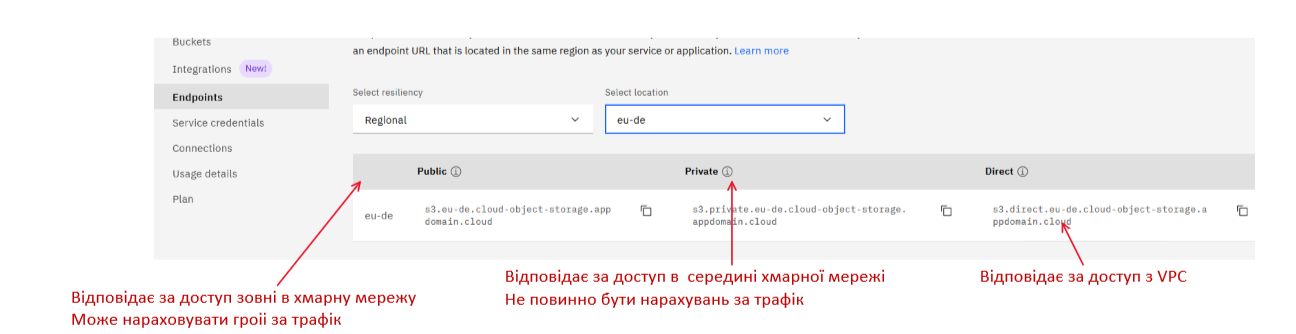 Buckets
an endpoint URL that is located in the same region as your service or application. Learn more
Integrations New!
Endpoints
Select resiliency
Select location
Regional
eu-de
Service credentials
Connections
Usage details
Public
Private
Direct
Plan
eu-de
s3.eu-de.cloud-object-storage.app
domain.cloud
s3.private.eu-de.cloud-object-storage.
appdomain.cloud
s3.direct.eu-de.cloud-object-storage.a
ppdomain.cloud
Відповідає за доступ в середині хмарної мережі
Не повинно бути нарахувань за трафік
Відповідає за доступ з VPC
Відповідає за доступ зовні в хмарну мережу
Може нараховувати гроіі за трафік